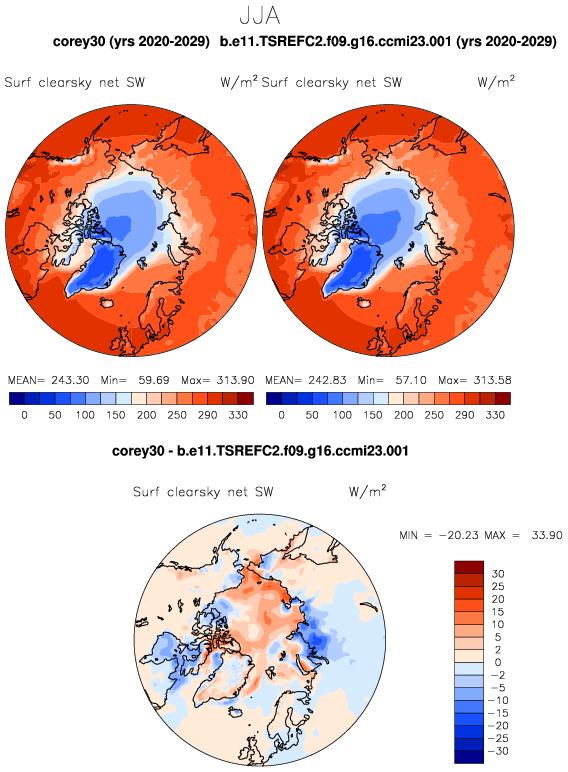 JJA
corey30 (yrs 2020-2029) b.e11.TSREFC2.f09.g16.ccmi23.001 (yrs 2020-2029)
Surf clearsky net SW W/m² Surf clearsky net SW W/m²
MEAN= 243.30 Min= 59.69 Max= 313.90 MEAN= 242.83 Min= 57.10 Max= 313.58
0 50 100 150 200 250 290 330 0 50 100 150 200 250 290 330
corey30 - b.e11.TSREFC2.f09.g16.ccmi23.001
Surf clearsky net SW W/m²
MIN = −20.23 MAX = 33.90
30
25
20
15
10
5
2
0
−2
−5
−10
−15
−20
−25
−30